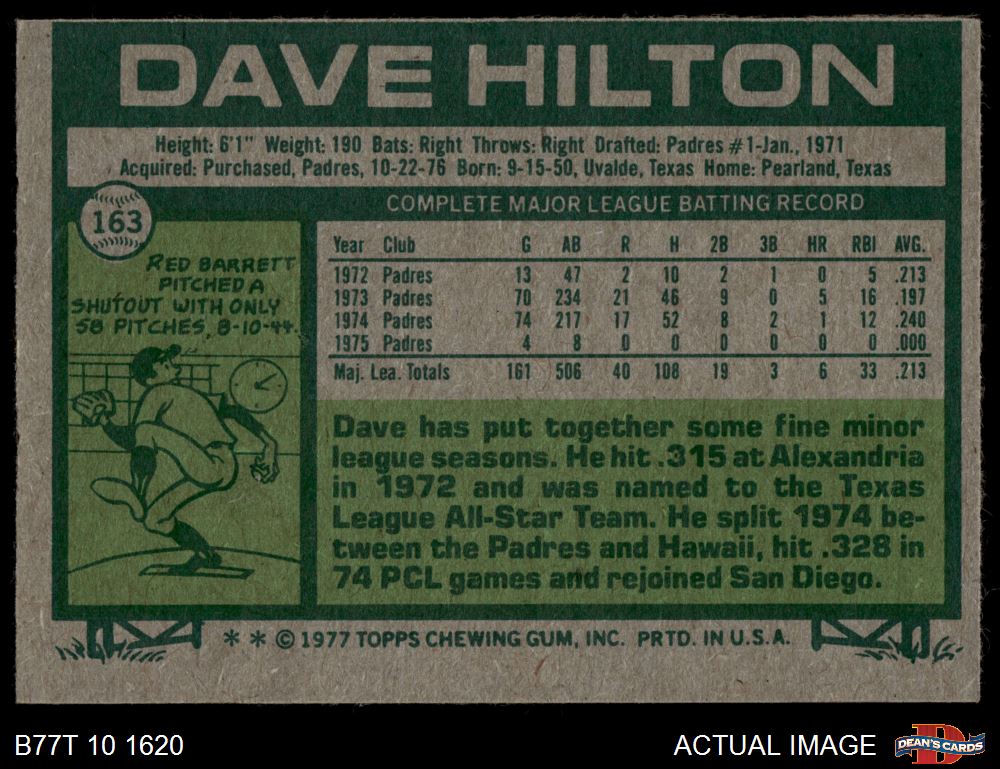 DAVE HILTON
Height: 6'1" Weight: 190 Bats: Right Throws: Right Drafted: Padres #1-Jan., 1971
Acquired: Purchased, Padres, 10-22-76 Born: 9-15-50, Uvalde, Texas Home: Pearland, Texas
163
RED BARRETT
PITCHED A
SHUTOUT WITH ONLY
58 PITCHES, 8-10-44.
COMPLETE MAJOR LEAGUE BATTING RECORD
Year Club G AB R H 2B 3B HR RBI AVG.
1972 Padres 13 47 2 10 2 1 0 5 .213
1973 Padres 70 234 21 46 9 0 5 16 .197
1974 Padres 74 217 17 52 8 2 1 12 .240
1975 Padres 4 8 0 0 0 0 0 0 .000
Maj. Lea. Totals 161 506 40 108 19 3 6 33 .213
Dave has put together some fine minor
league seasons. He hit .315 at Alexandria
in 1972 and was named to the Texas
League All-Star Team. He split 1974 be-
tween the Padres and Hawaii, hit .328 in
74 PCL games and rejoined San Diego.
* * © 1977 TOPPS CHEWING GUM, INC. PRTD. IN U.S.A.
B77T 10 1620
ACTUAL IMAGE
D
DEAN'S CARDS